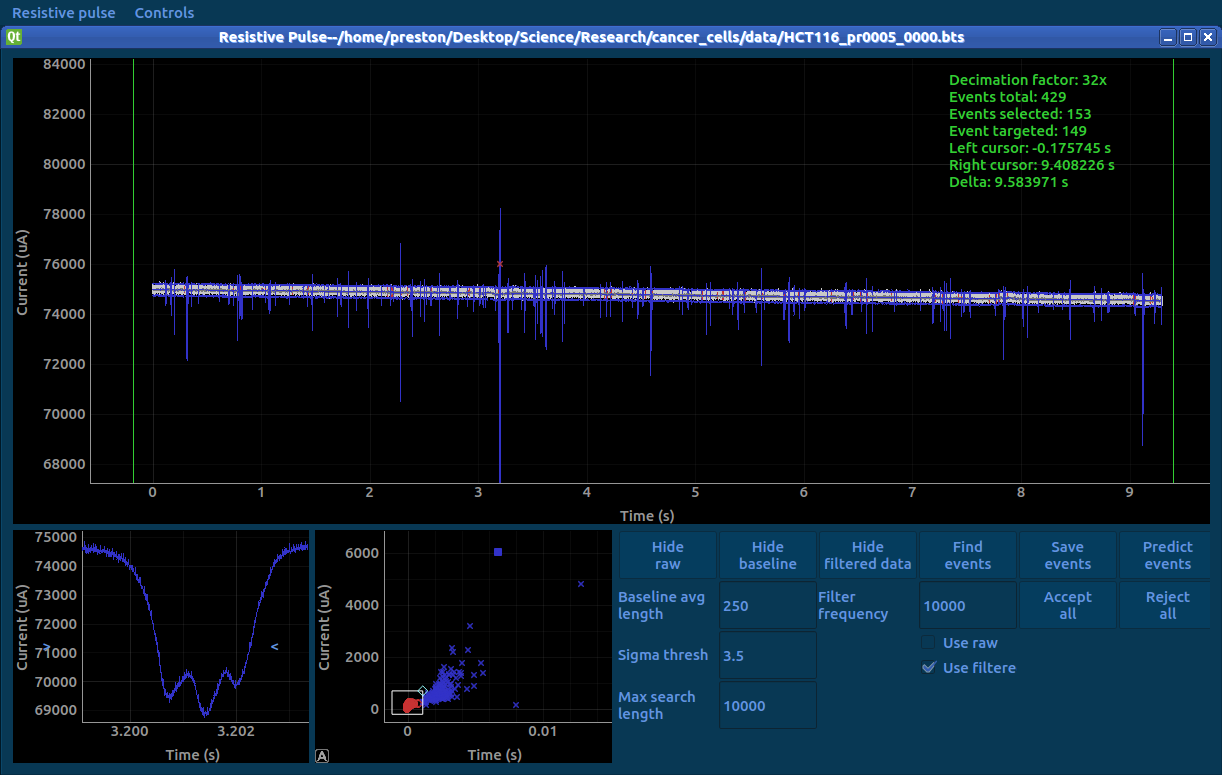 Resistive pulse Controls
Qt Resistive Pulse--/home/preston/Desktop/Science/Research/cancer_cells/data/HCT116_pr0005_0000.bts
84000
82000
80000
78000
76000
74000
72000
70000
68000
Current (uA)
Decimation factor: 32x
Events total: 429
Events selected: 153
Event targeted: 149
Left cursor: -0.175745 s
Right cursor: 9.408226 s
Delta: 9.583971 s
0 1 2 3 4 5 6 7 8 9
Time (s)
75000
74000
73000
72000
71000
70000
69000
Current (uA)
> <
3.200 3.202
Time (s)
6000
4000
2000
0
Current (uA)
0 0.01
Time (s)
A
Hide
raw
Hide
baseline
Hide
filtered data
Find
events
Save
events
Predict
events
Baseline avg
length
250
Filter
frequency
10000
Accept
all
Reject
all
Use raw
Sigma thresh 3.5
Use filtere
Max search
length
10000